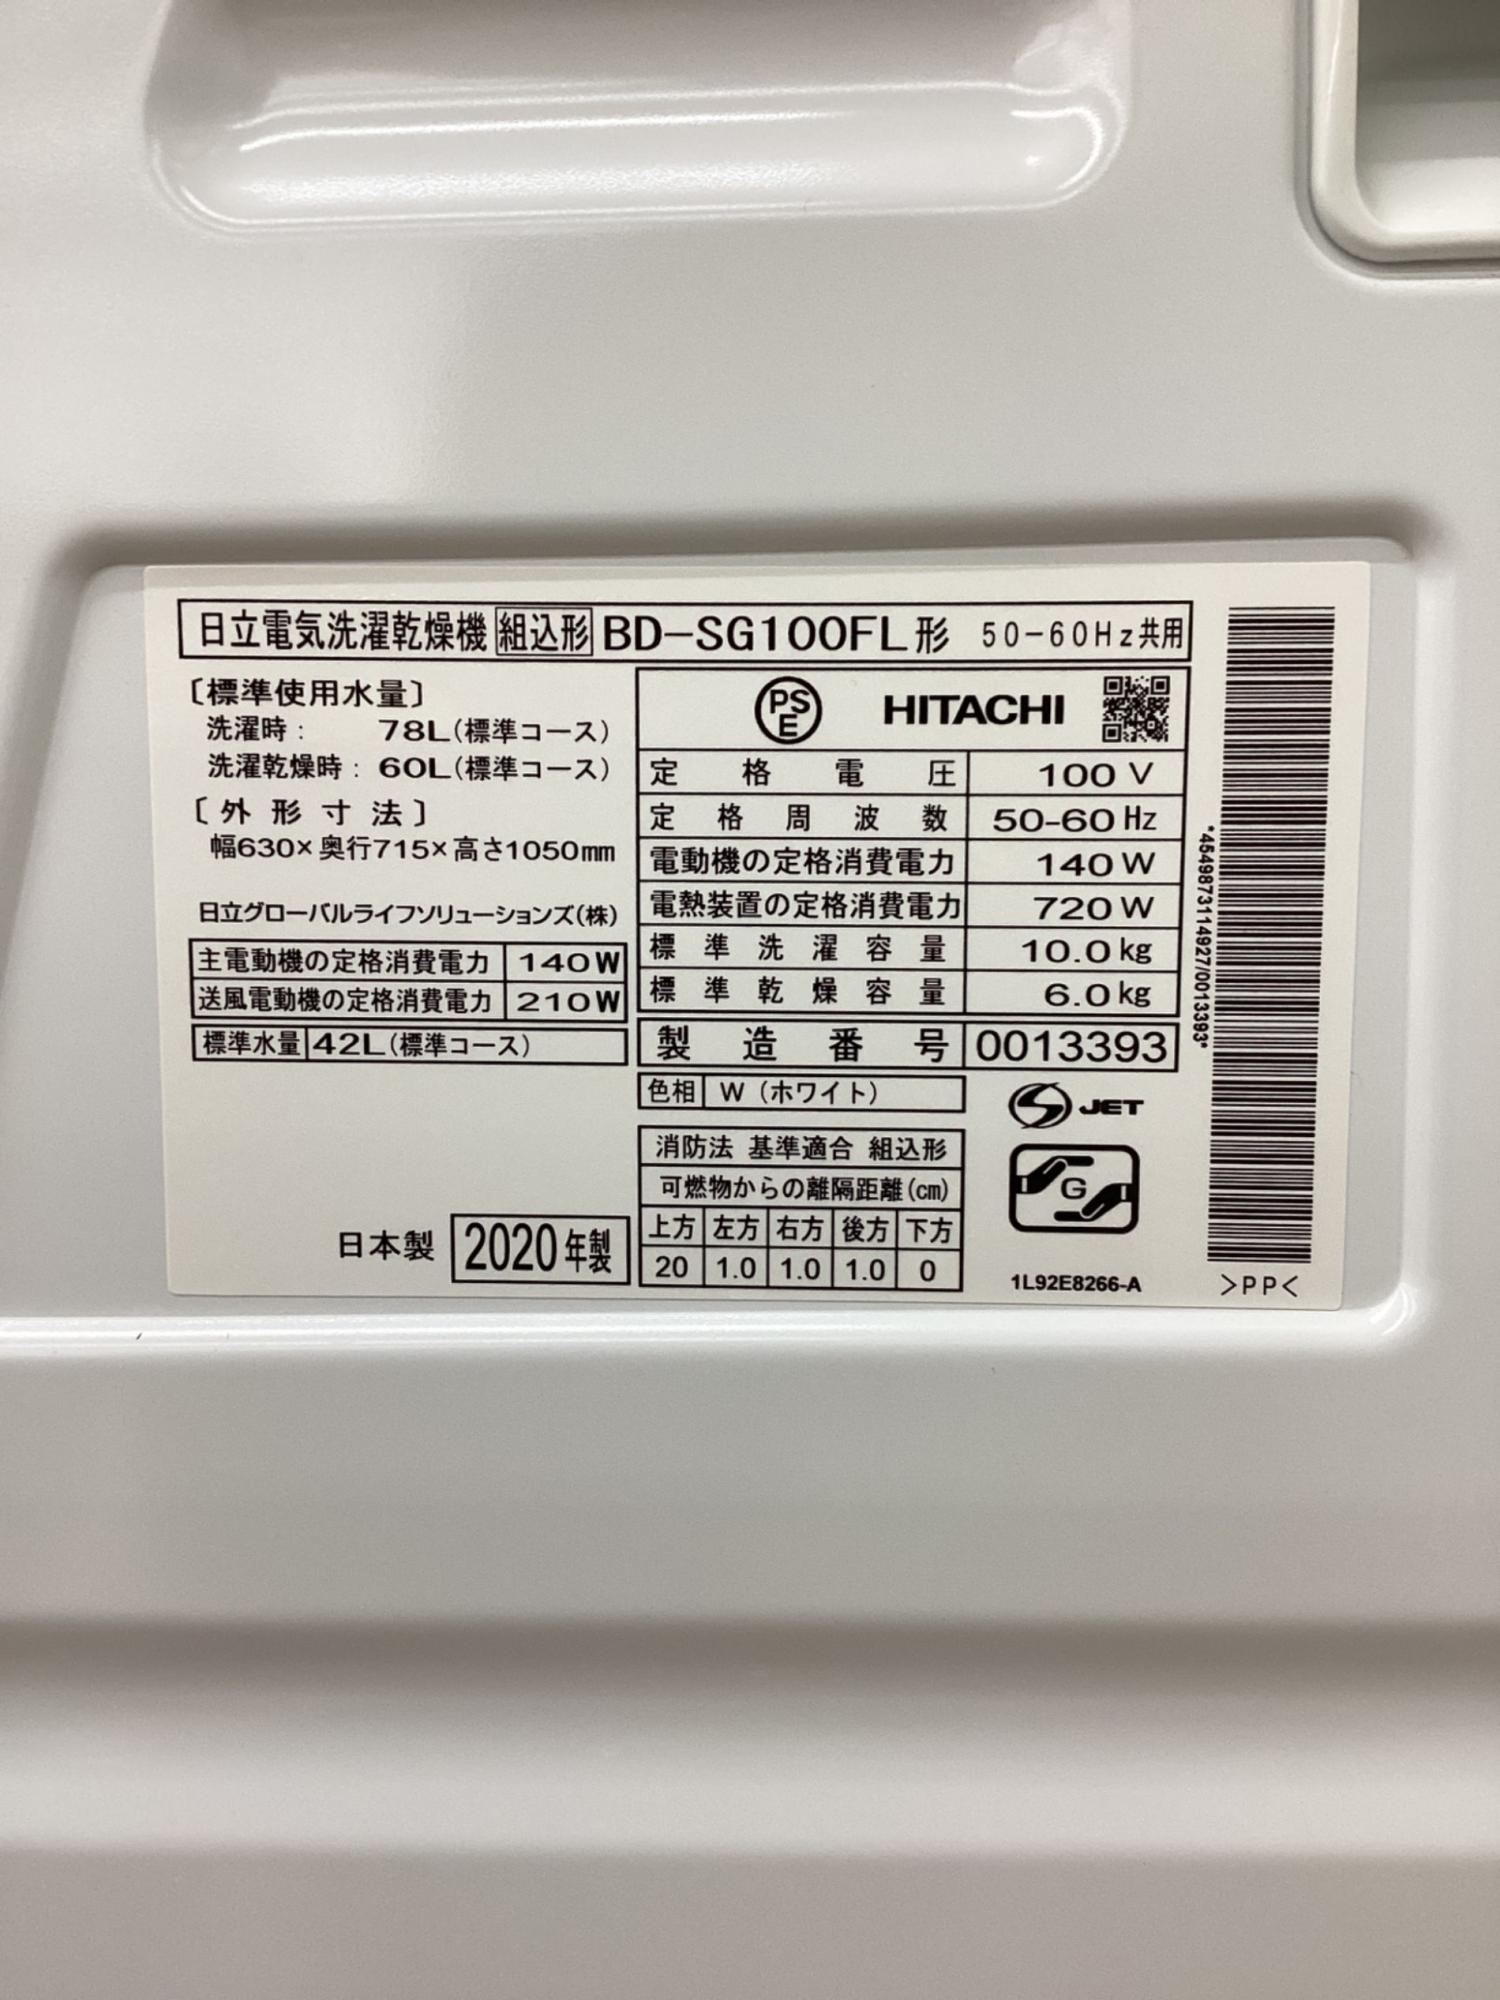 日立電気洗濯乾燥機 組込形 BD-SG100FL形 50-60Hz共用
〔標準使用水量〕
洗濯時: 78L(標準コース)
洗濯乾燥時: 60L(標準コース)
〔外形寸法〕
幅630×奥行715×高さ1050mm
日立グローバルライフソリューションズ(株)
主電動機の定格消費電力 140W
送風電動機の定格消費電力 210W
標準水量 42L(標準コース)
日本製 2020年製
PSE HITACHI
定格電圧 100V
定格周波数 50-60Hz
電動機の定格消費電力 140W
電熱装置の定格消費電力 720W
標準洗濯容量 10.0kg
標準乾燥容量 6.0kg
製造番号 0013393
色相 W(ホワイト)
消防法 基準適合 組込形
可燃物からの離隔距離(cm)
上方 左方 右方 後方 下方
20 1.0 1.0 1.0 0
JET
G
1L92E8266-A
*4549873114927/0013393*
>PP<